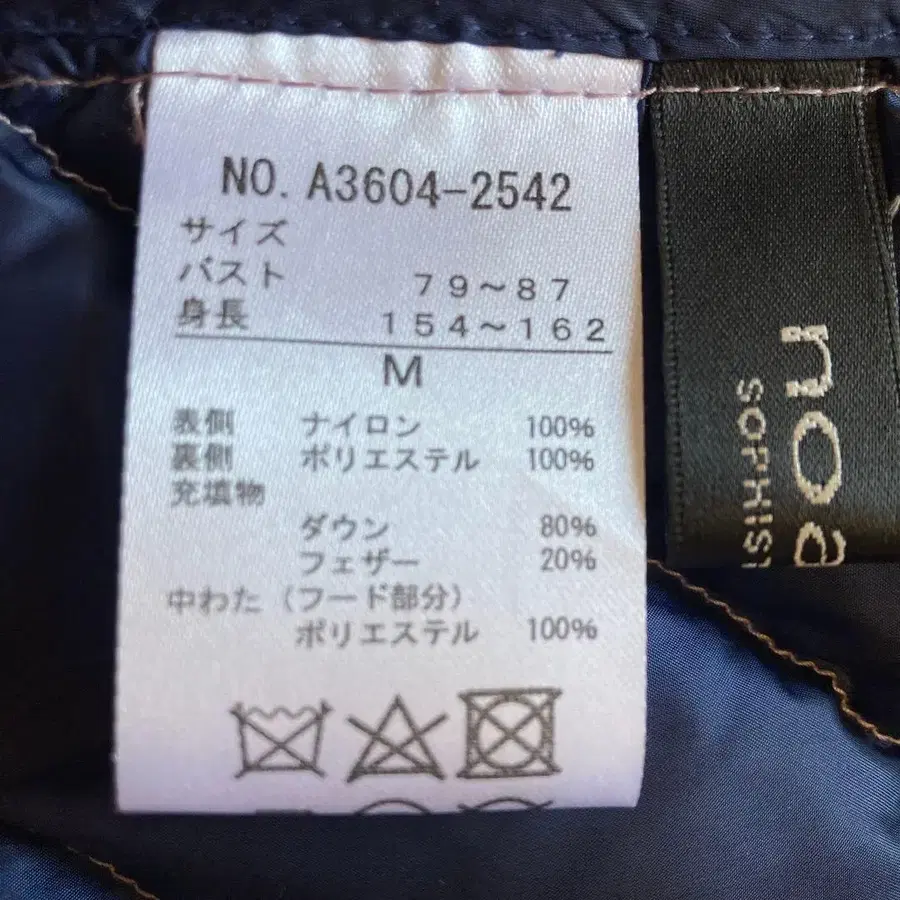 NO. A3604-2542
サイズ
バスト 79～87
身長 154～162
M
表側 ナイロン 100%
裏側 ポリエステル 100%
充填物
ダウン 80%
フェザー 20%
中わた（フード部分）
ポリエステル 100%